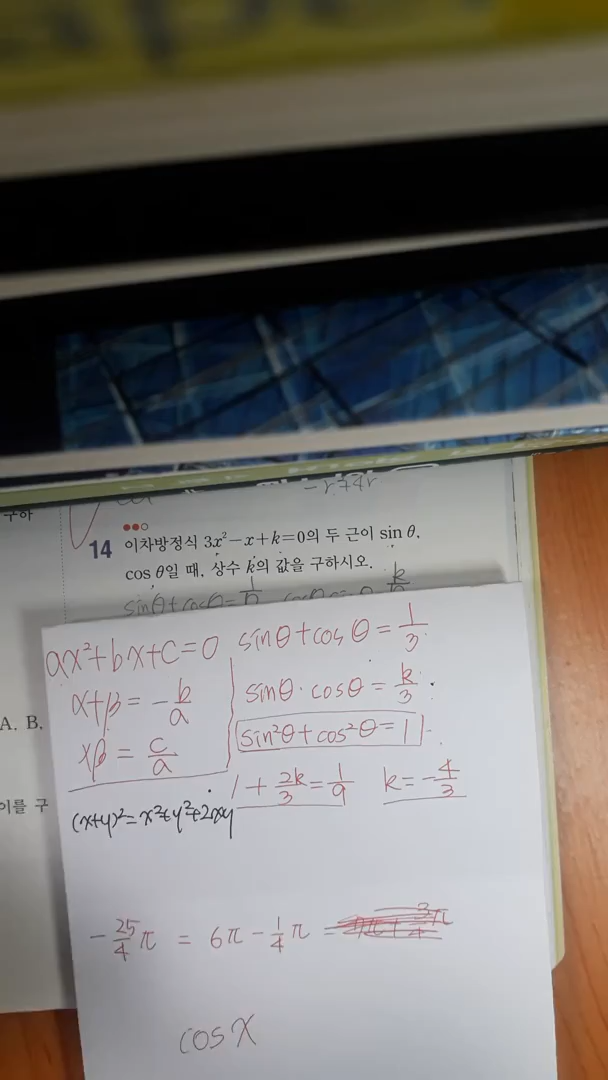 14 이차방정식 3x²-x+k=0의 두 근이 sin θ,
cos θ일 때, 상수 k의 값을 구하시오.
sinθ+cosθ=
ax²+bx+c=0
α+β = -b/a
αβ = c/a
(x+y)²=x²+y²+2xy
sinθ+cosθ = 1/3
sinθ·cosθ = k/3
sin²θ+cos²θ=1
1+2k/3=1/9 k=-4/3
-25/4 π = 6π-1/4 π =
cos x
A. B.
이를 구